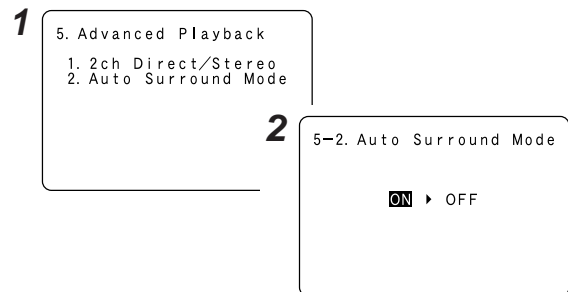 1
5. Advanced Playback
1. 2ch Direct/Stereo
2. Auto Surround Mode
2
5-2. Auto Surround Mode
ON ▸ OFF